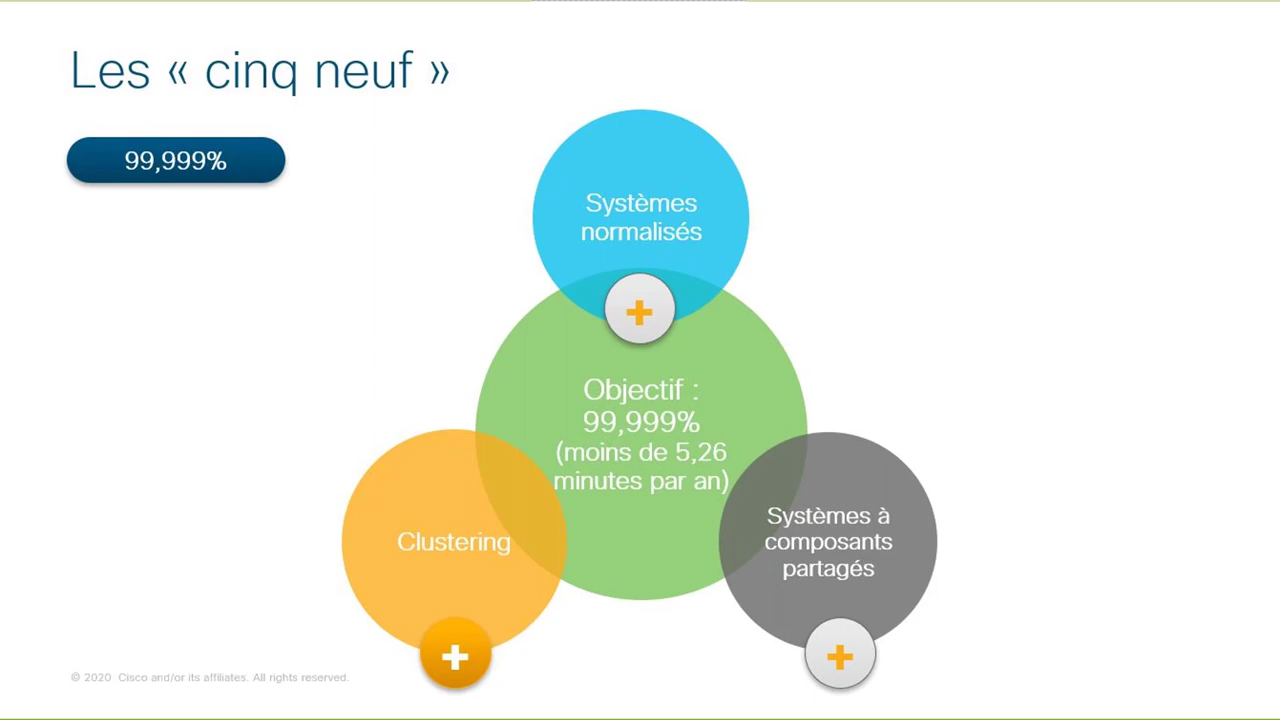 Les « cinq neuf »
99,999%
Systèmes
normalisés
Objectif :
99,999%
(moins de 5,26
minutes par an)
Clustering
Systèmes à
composants
partagés
© 2020 Cisco and/or its affiliates. All rights reserved.